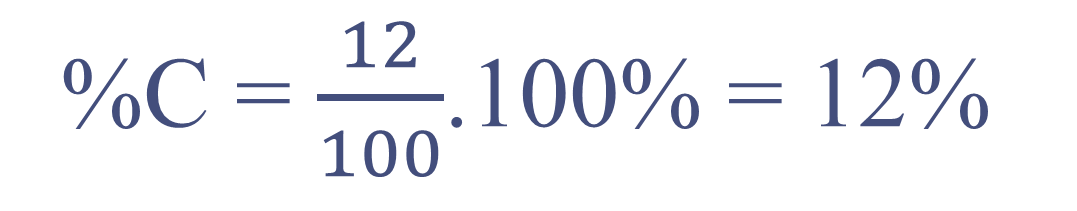 %C = 12/100 .100% = 12%